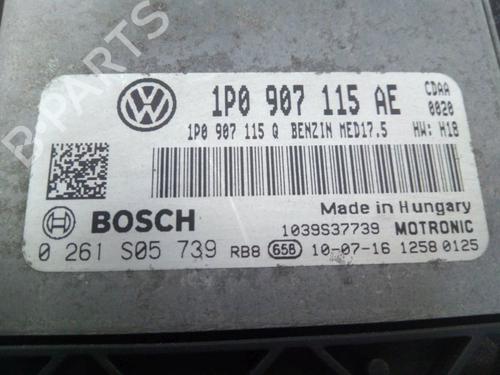 B-PARTS
1P0 907 115 AE CDAA
0020
1P0 907 115 Q BENZIN MED17.5 HW: H18
Made in Hungary
BOSCH 1039S37739 MOTRONIC
0 261 S05 739 RB8 65B 10-07-16 1258 0125